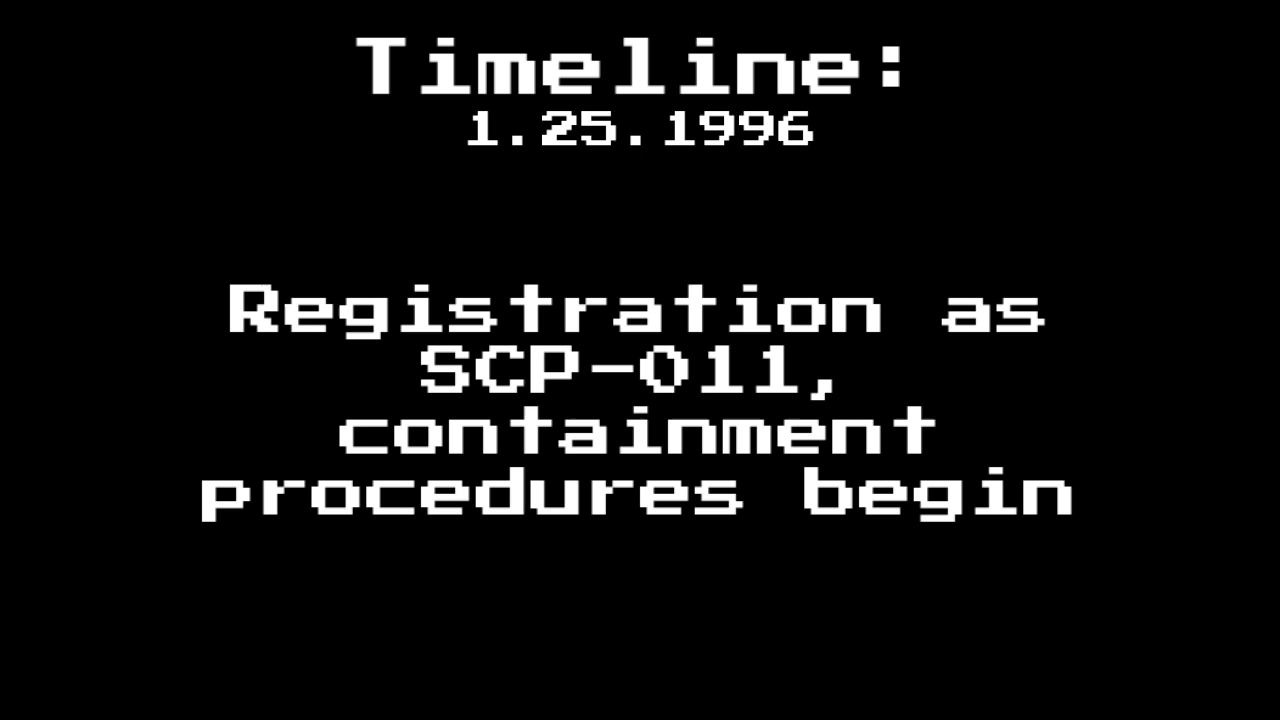 Timeline:
1.25.1996
Registration as
SCP-011,
containment
procedures begin